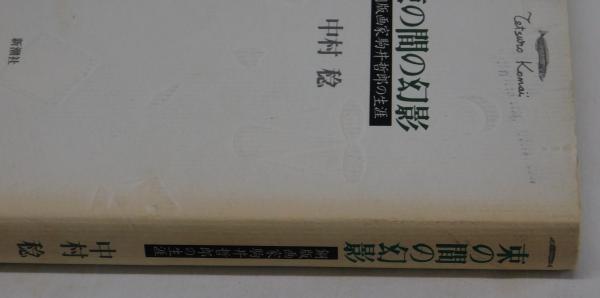 Tetsuro Komai
束の間の幻影
銅版画家駒井哲郎の生涯
中村 稔
新潮社
束の間の幻影
銅版画家駒井哲郎の生涯
中村 稔